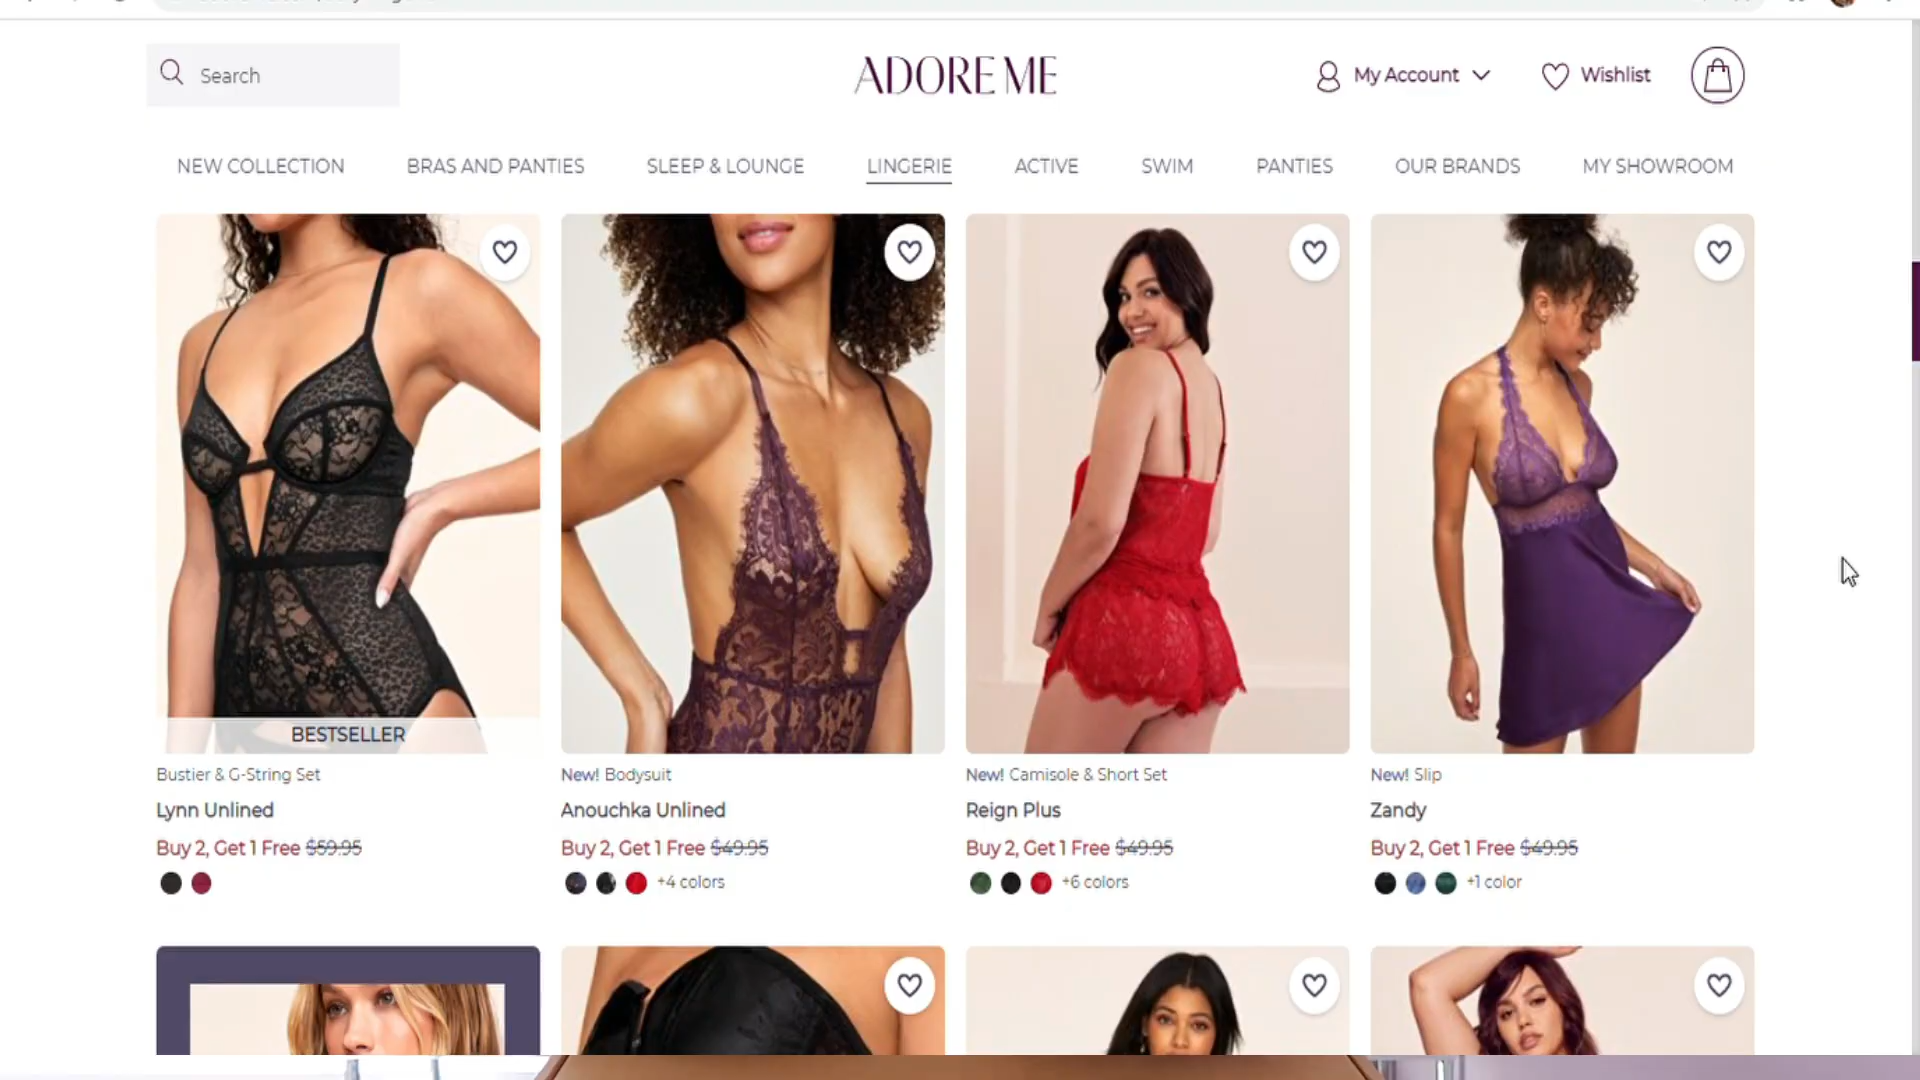 Search
ADORE ME
My Account
Wishlist
NEW COLLECTION
BRAS AND PANTIES
SLEEP & LOUNGE
LINGERIE
ACTIVE
SWIM
PANTIES
OUR BRANDS
MY SHOWROOM
BESTSELLER
Bustier & G-String Set
Lynn Unlined
Buy 2, Get 1 Free $59.95
New! Bodysuit
Anouchka Unlined
Buy 2, Get 1 Free $49.95
+4 colors
New! Camisole & Short Set
Reign Plus
Buy 2, Get 1 Free $49.95
+6 colors
New! Slip
Zandy
Buy 2, Get 1 Free $49.95
+1 color